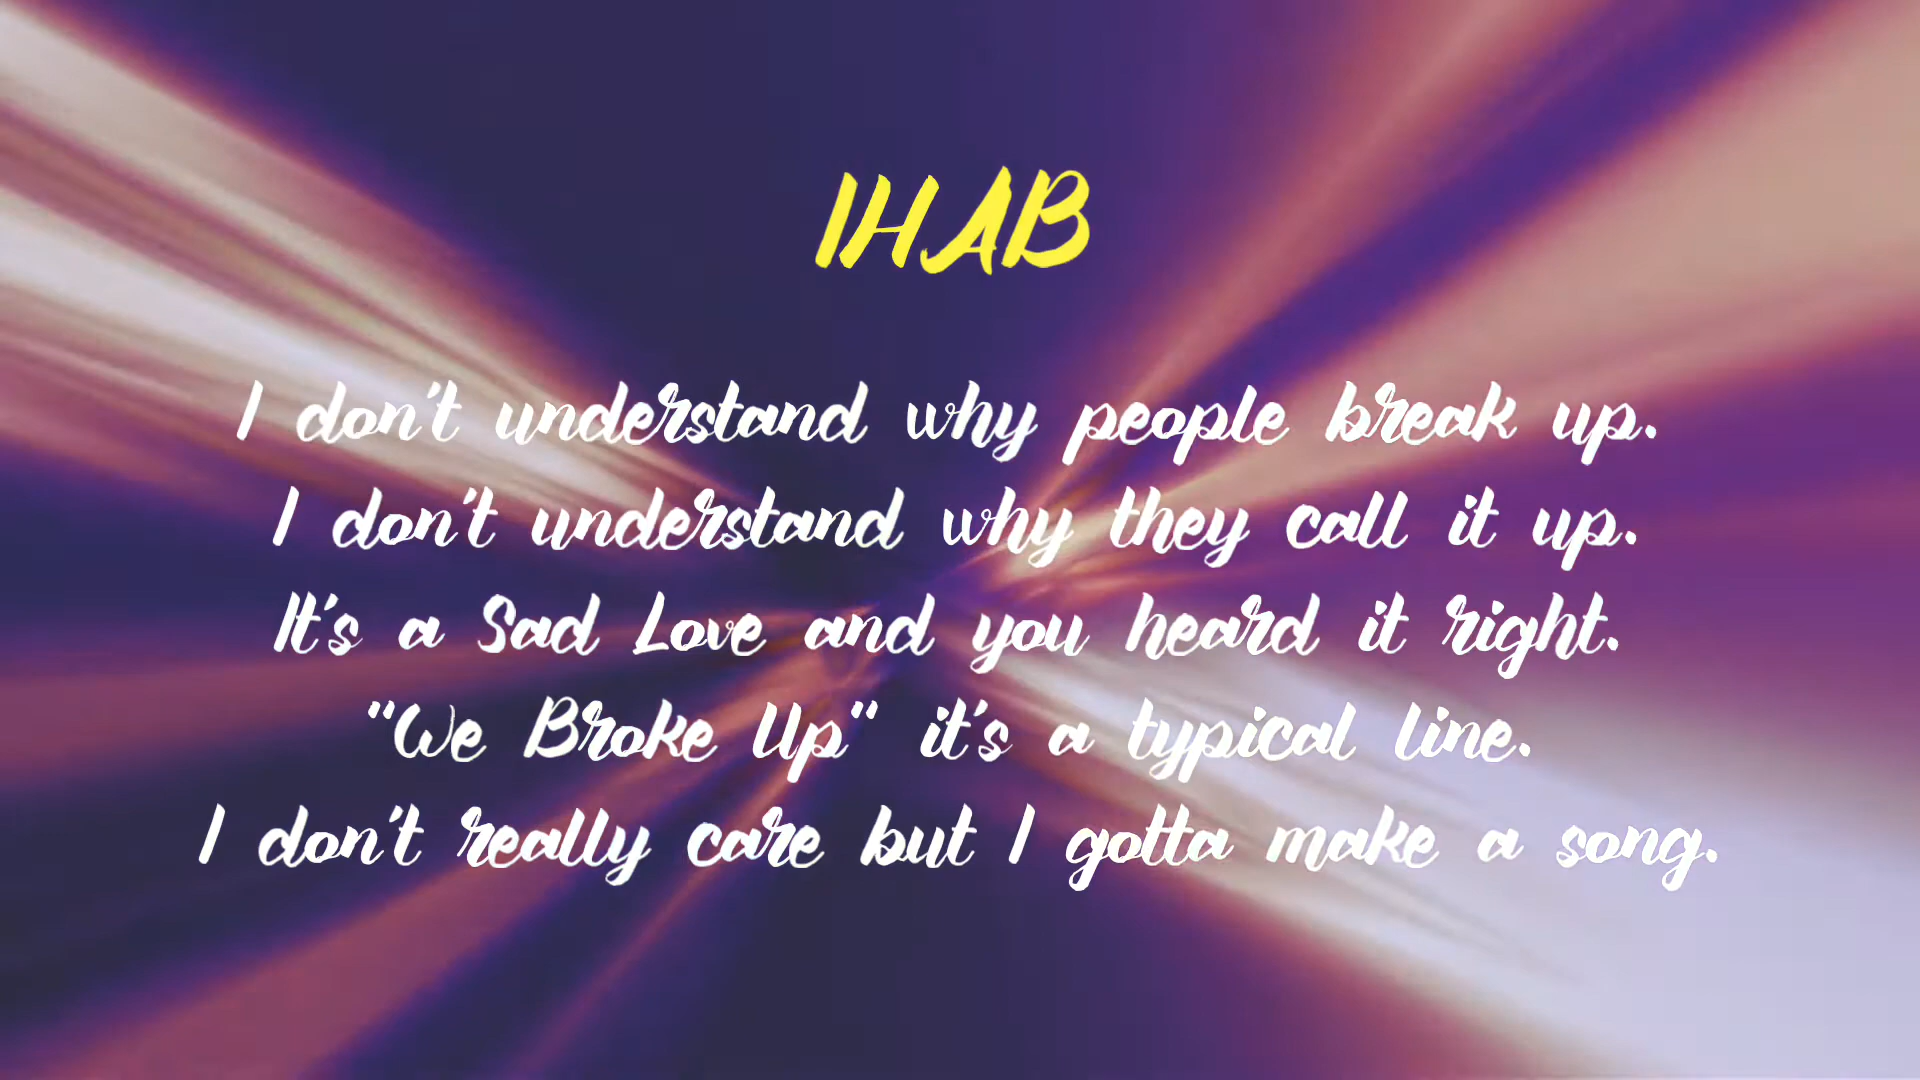 IHAB
I don't understand why people break up.
I don't understand why they call it up.
It's a Sad Love and you heard it right.
"We Broke Up" it's a typical line.
I don't really care but I gotta make a song.